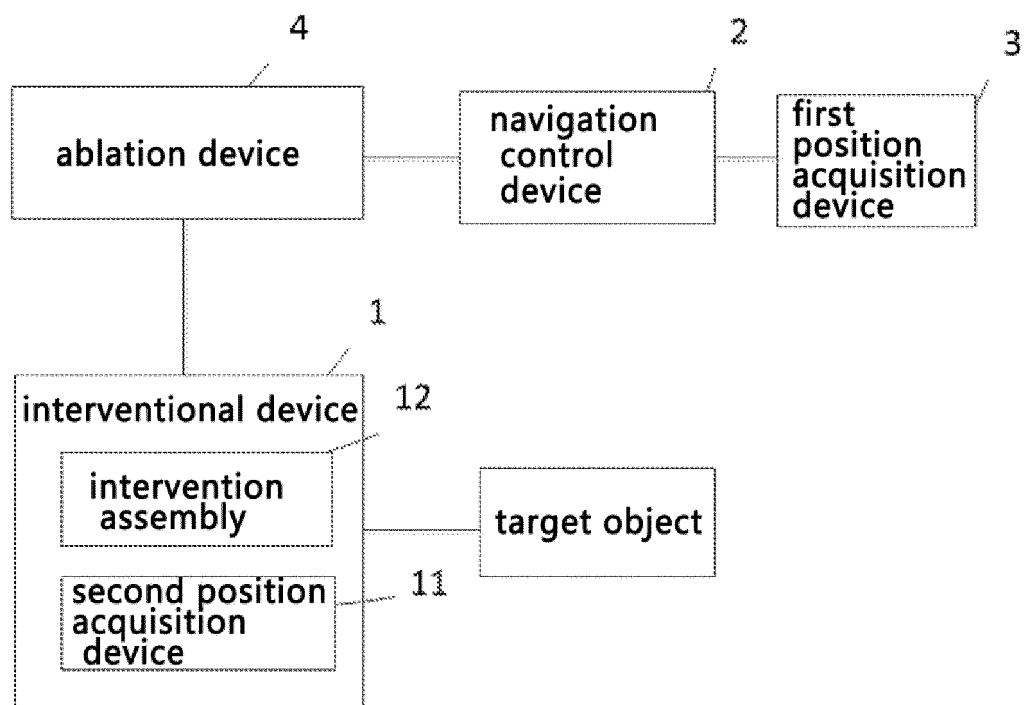 4
2
3
ablation device
navigation
control
device
first
position
acquisition
device
1
interventional device
12
intervention
assembly
target object
second position
acquisition
device
11